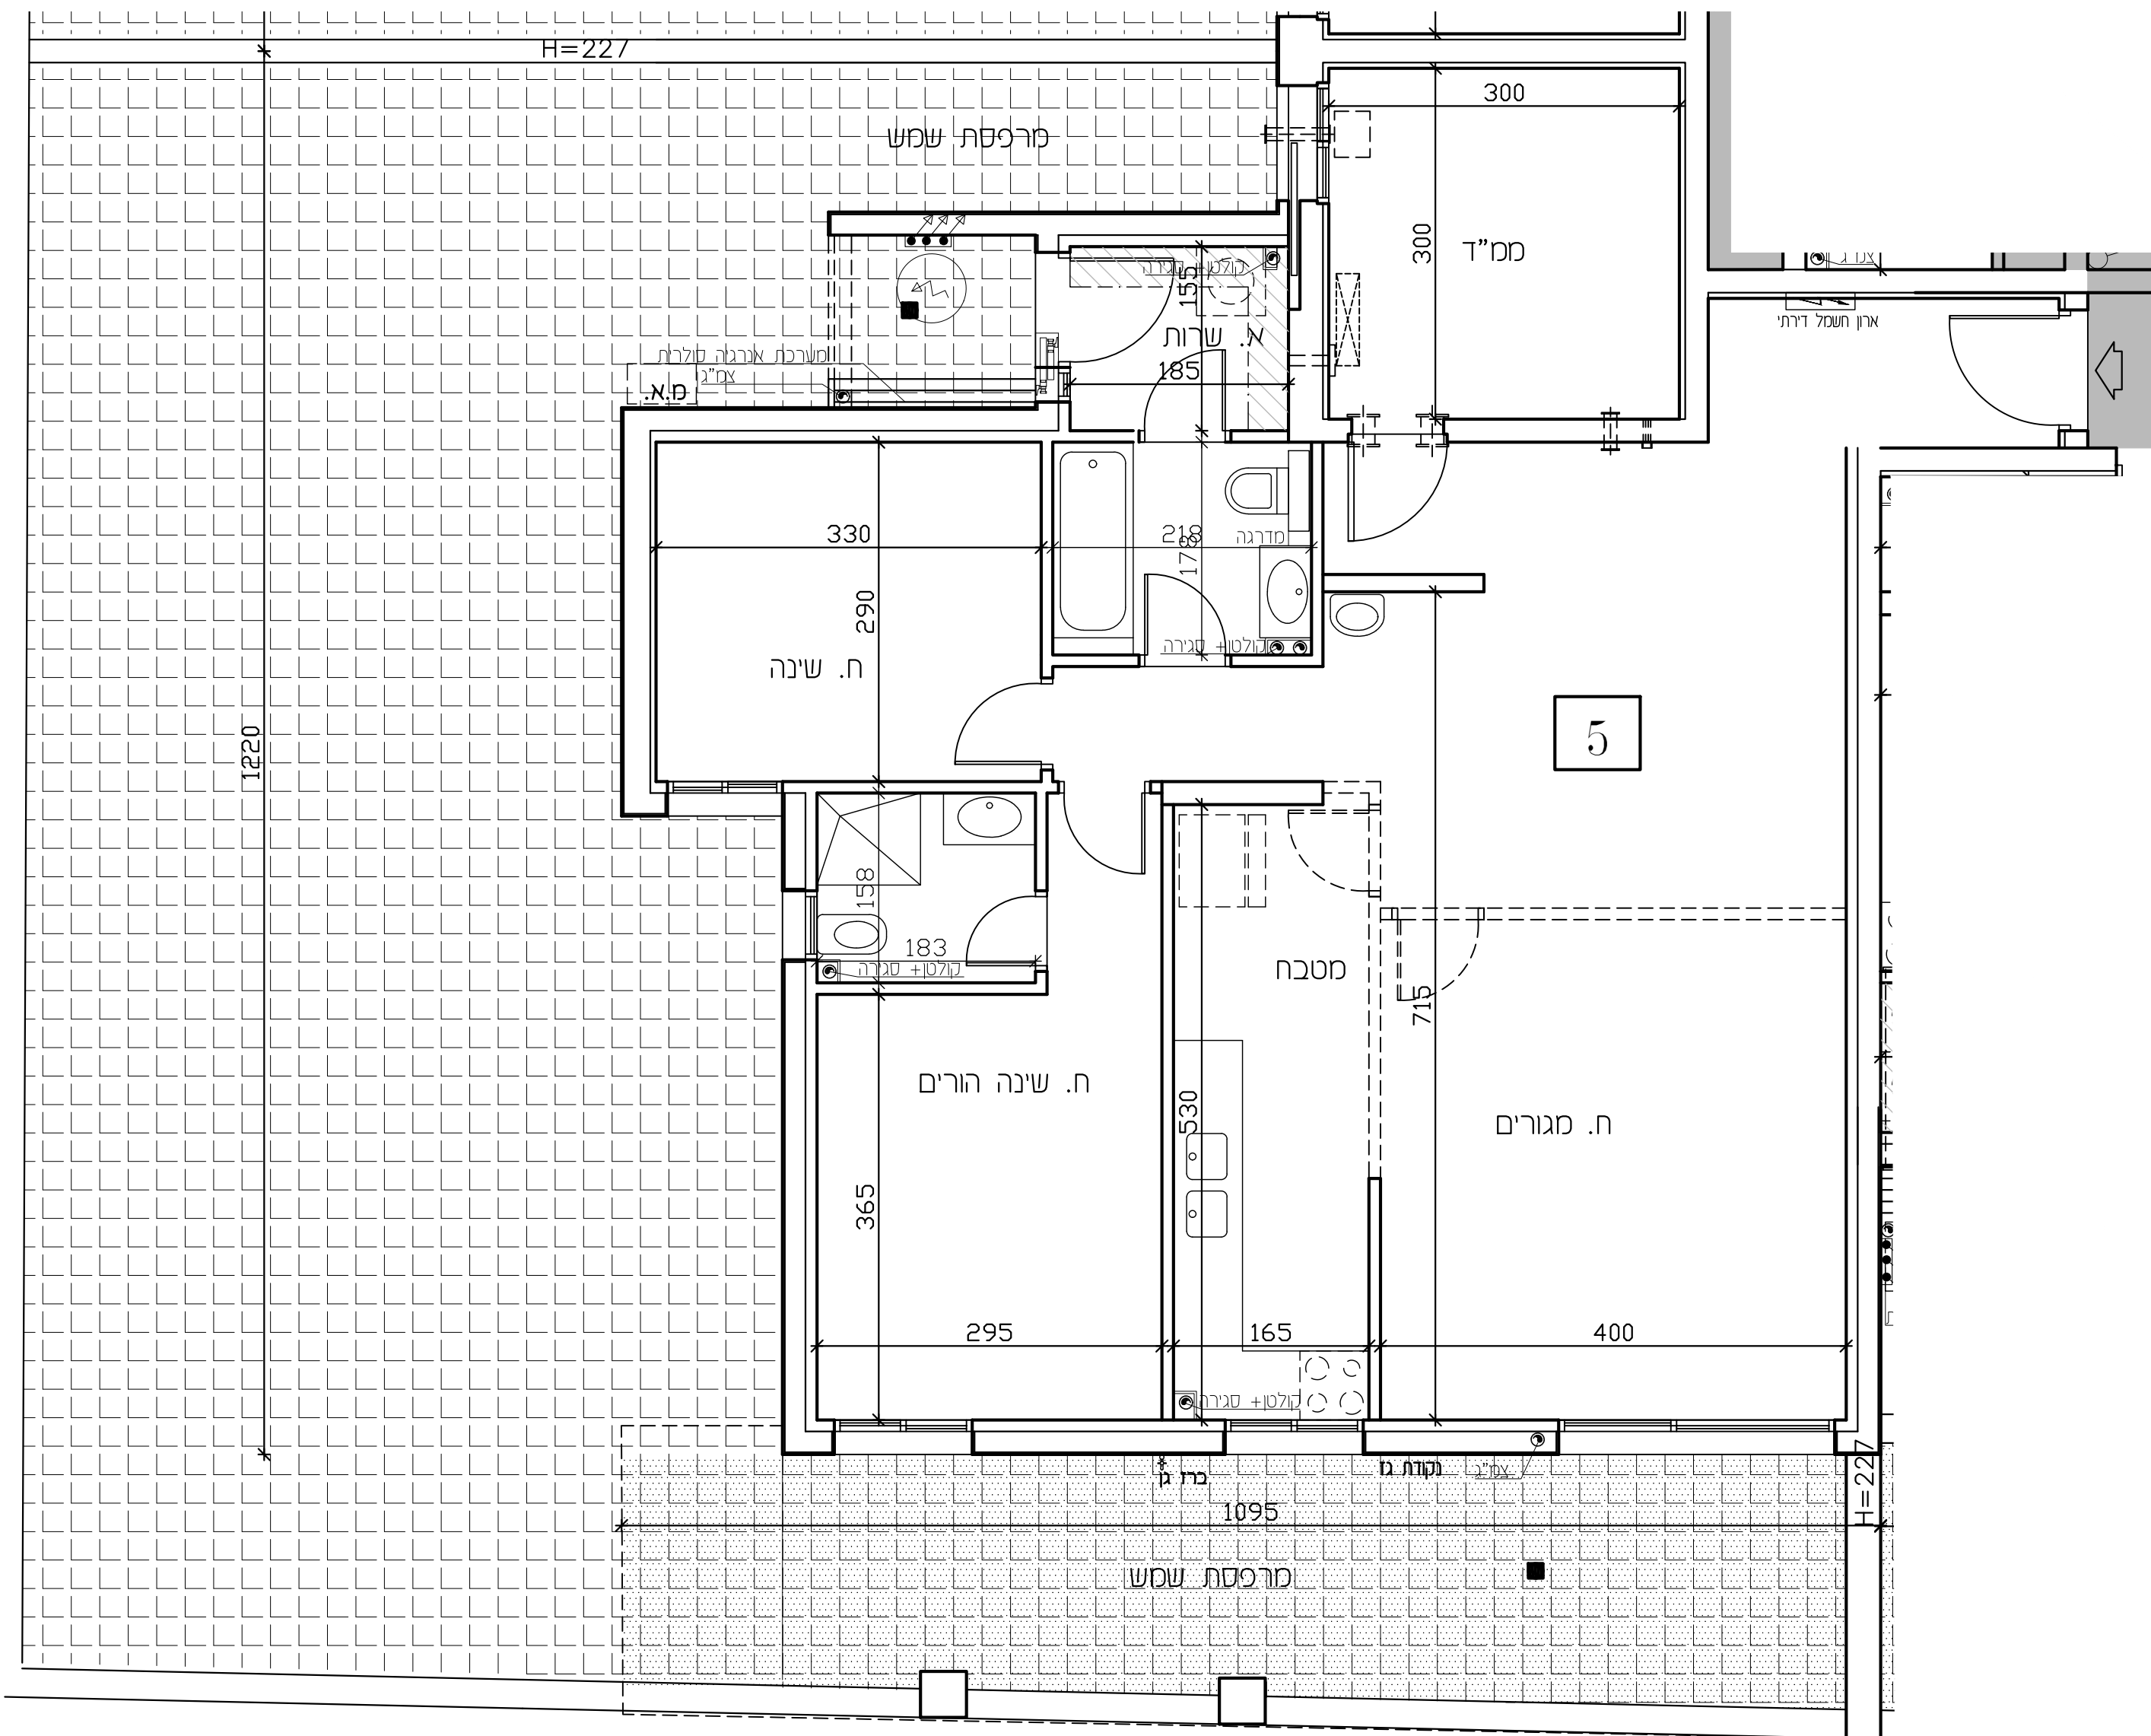 H=227
מרפסת שמש
300
300
ממ"ד
קולטן+ סגירה
155
א. שרות
185
ארון חשמל דירתי
מערכת אנרגיה סולרית
צמ"ג
מ.א.
330
218
178
מדרגה
290
קולטן+ סגירה
ח. שינה
5
1220
158
183
קולטן+ סגירה
מטבח
715
ח. שינה הורים
530
ח. מגורים
365
295
165
400
קולטן+ סגירה
ברז גן
נקודת גז
צמ"ג
H=227
1095
מרפסת שמש